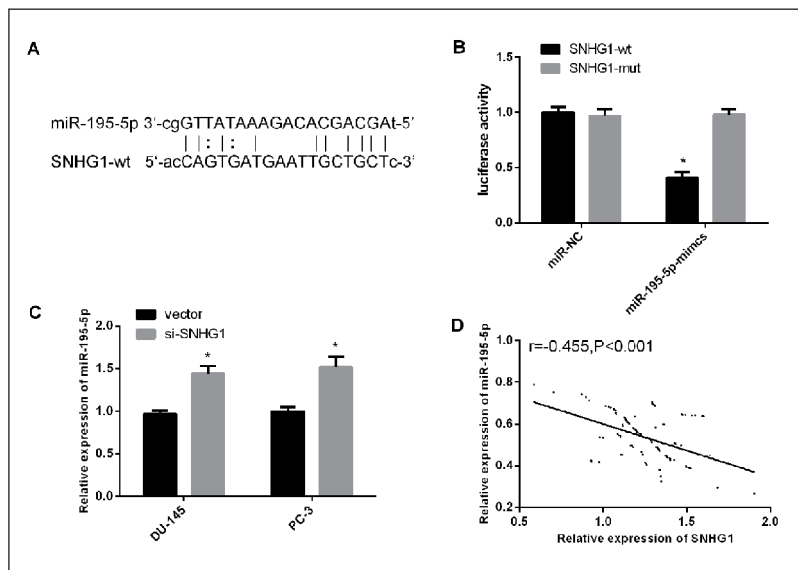 A
miR-195-5p 3'-cgGTTATAAAGACACGACGAt-5'
SNHG1-wt 5'-acCAGTGATGAATTGCTGCTc-3'
B
SNHG1-wt
SNHG1-mut
luciferase activity
1.5
1.0
0.5
0.0
*
miR-NC
miR-195-5p-mimcs
C
vector
si-SNHG1
Relative expression of miR-195-5p
2.0
1.5
1.0
0.5
0.0
*
*
DU-145
PC-3
D
r=-0.455,P<0.001
Relative expression of miR-195-5p
1.0
0.8
0.6
0.4
0.2
0.5 1.0 1.5 2.0
Relative expression of SNHG1